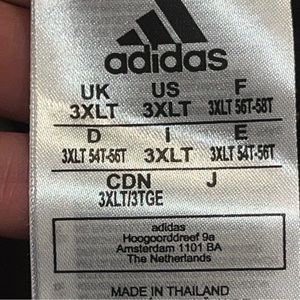 adidas
UK US F
3XLT 3XLT 3XLT 56T-58T
D I E
3XLT 54T-56T 3XLT 3XLT 54T-56T
CDN J
3XLT/3TGE
adidas
Hoogoorddreef 9a
Amsterdam 1101 BA
The Netherlands
MADE IN THAILAND